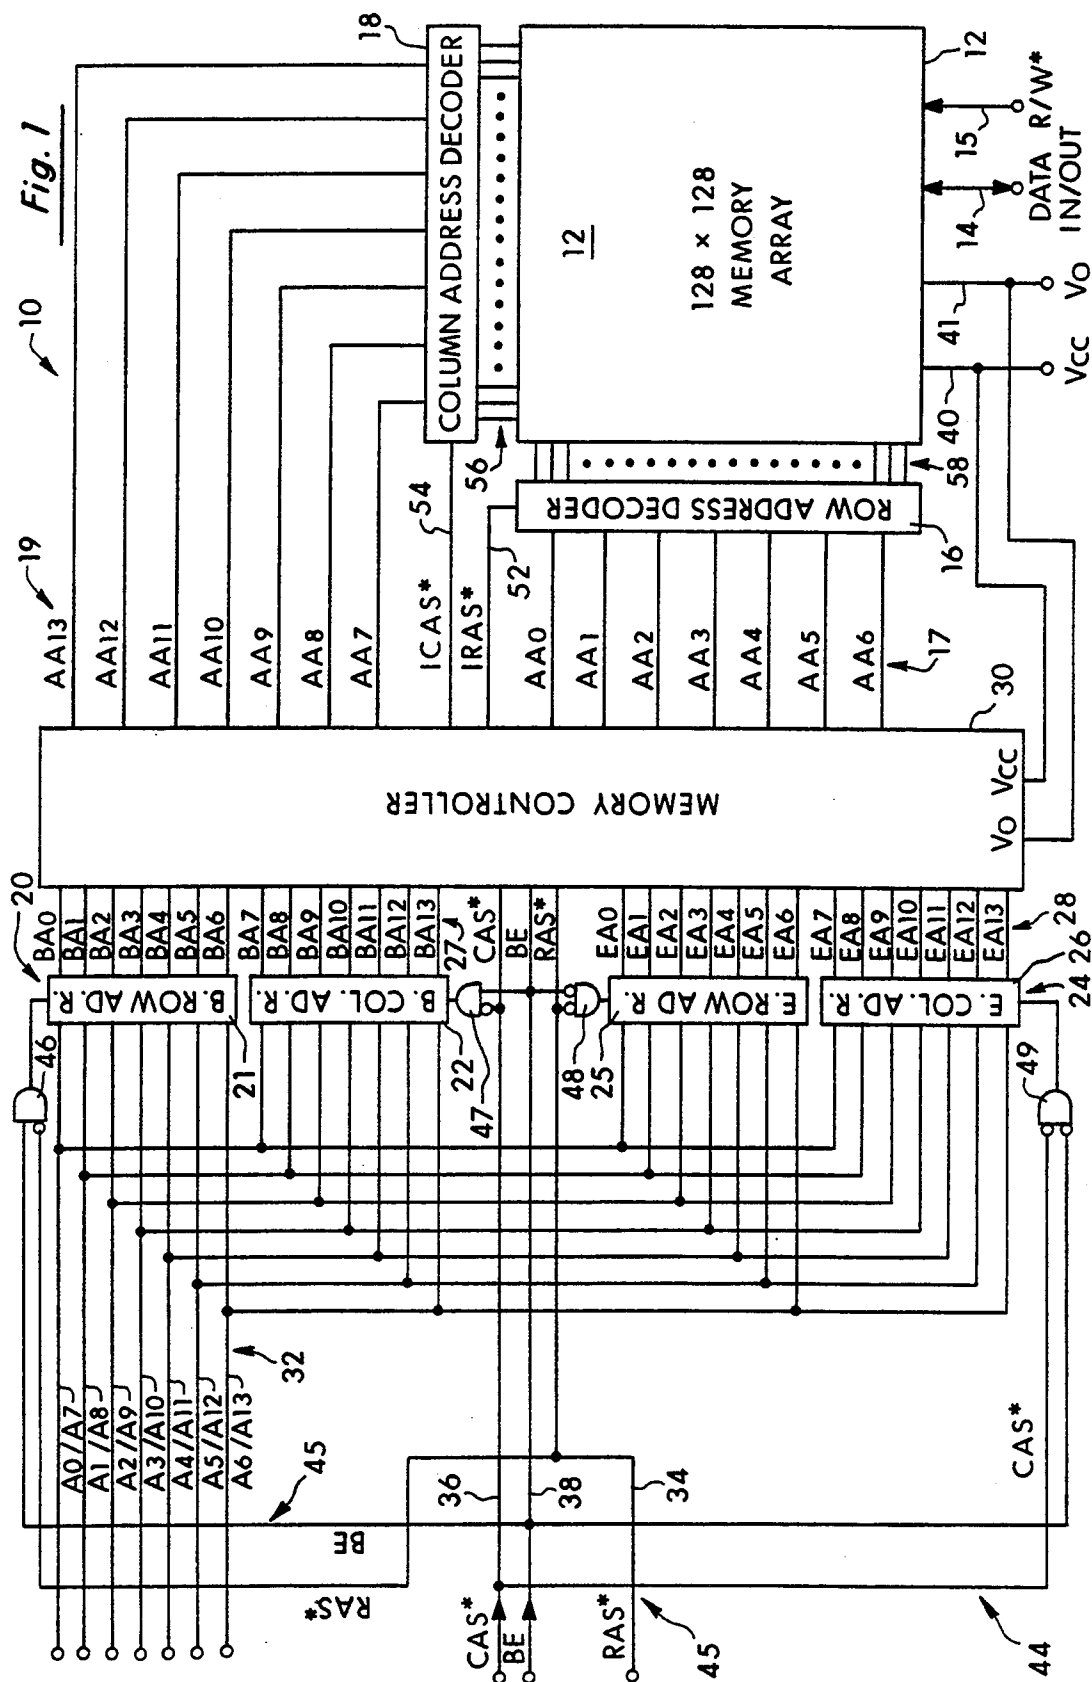 Fig. 1
10
19
AA13
AA12
AA11
AA10
AA9
AA8
AA7
ICAS*
54
IRAS*
52
AA0
AA1
AA2
AA3
AA4
AA5
AA6
17
18
COLUMN ADDRESS DECODER
56
ROW ADDRESS DECODER
16
58
12
128 × 128
MEMORY
ARRAY
12
40
41
14
15
VCC
VO
DATA
IN/OUT
R/W*
MEMORY CONTROLLER
30
VO
VCC
20
BA0
BA1
BA2
BA3
BA4
BA5
BA6
BA7
BA8
BA9
BA10
BA11
BA12
BA13
27
CAS*
BE
RAS*
EA0
EA1
EA2
EA3
EA4
EA5
EA6
EA7
EA8
EA9
EA10
EA11
EA12
EA13
28
B. ROW AD. R.
21
B. COL. AD. R.
22
E. ROW AD. R.
25
E. COL. AD. R.
26
24
46
47
48
49
A0/A7
A1/A8
A2/A9
A3/A10
A4/A11
A5/A12
A6/A13
32
45
BE
RAS*
36
38
34
CAS*
BE
RAS*
45
CAS*
44